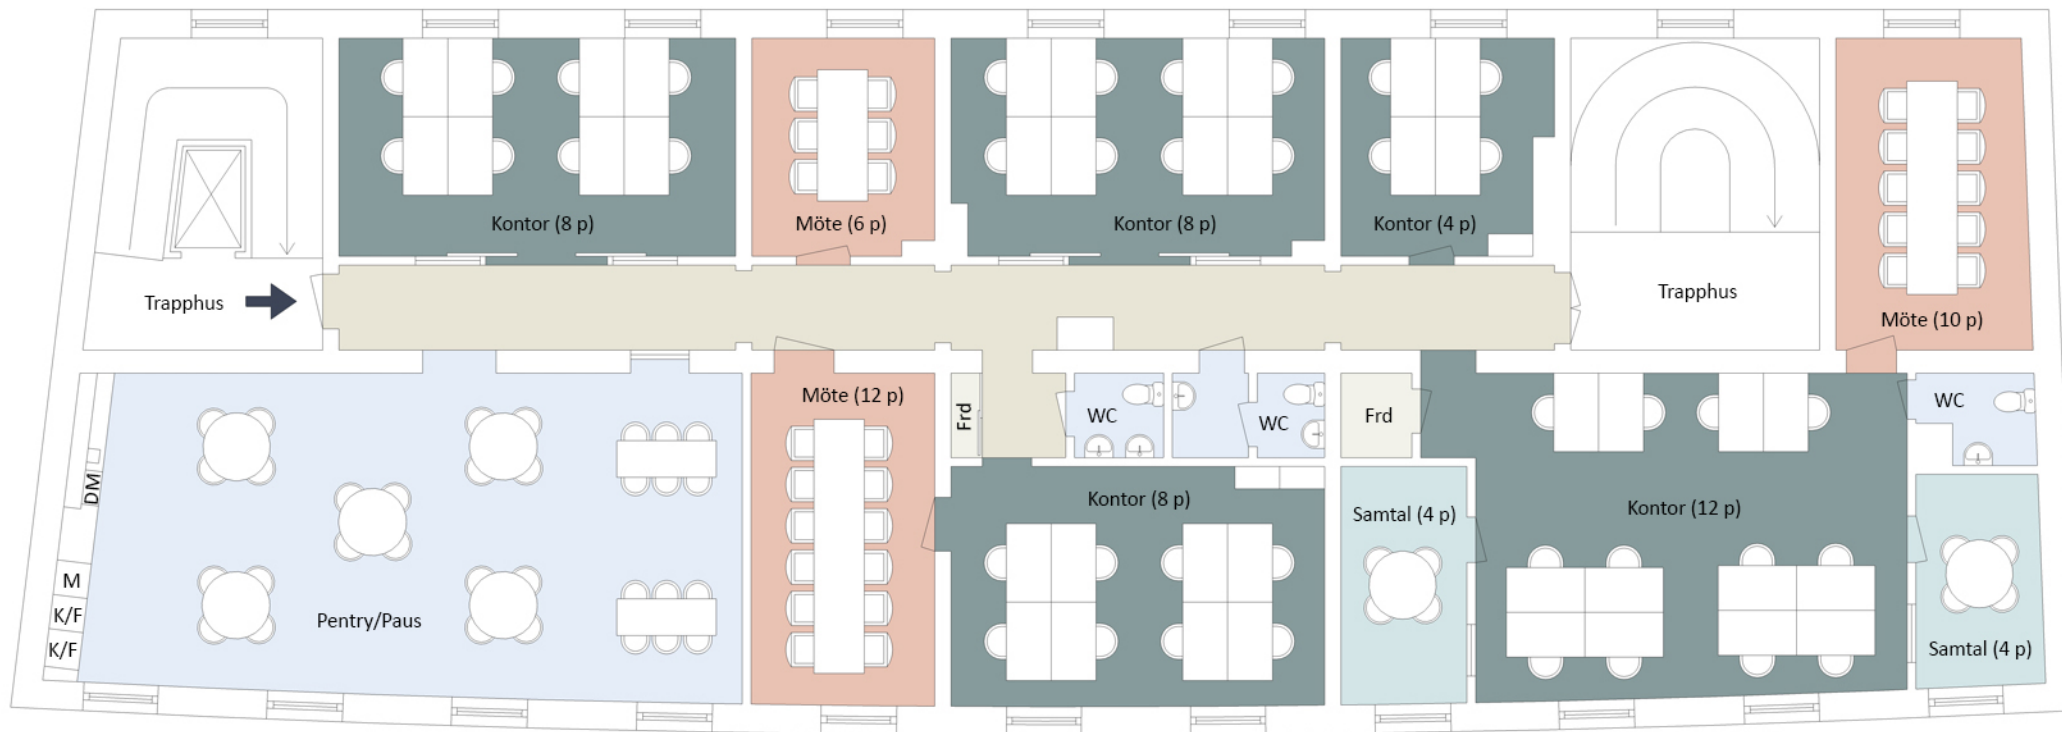 Kontor (8 p)
Möte (6 p)
Kontor (8 p)
Kontor (4 p)
Trapphus
Trapphus
Möte (10 p)
Möte (12 p)
Frd
WC
WC
Frd
WC
DM
Kontor (8 p)
Samtal (4 p)
Kontor (12 p)
M
K/F
K/F
Pentry/Paus
Samtal (4 p)